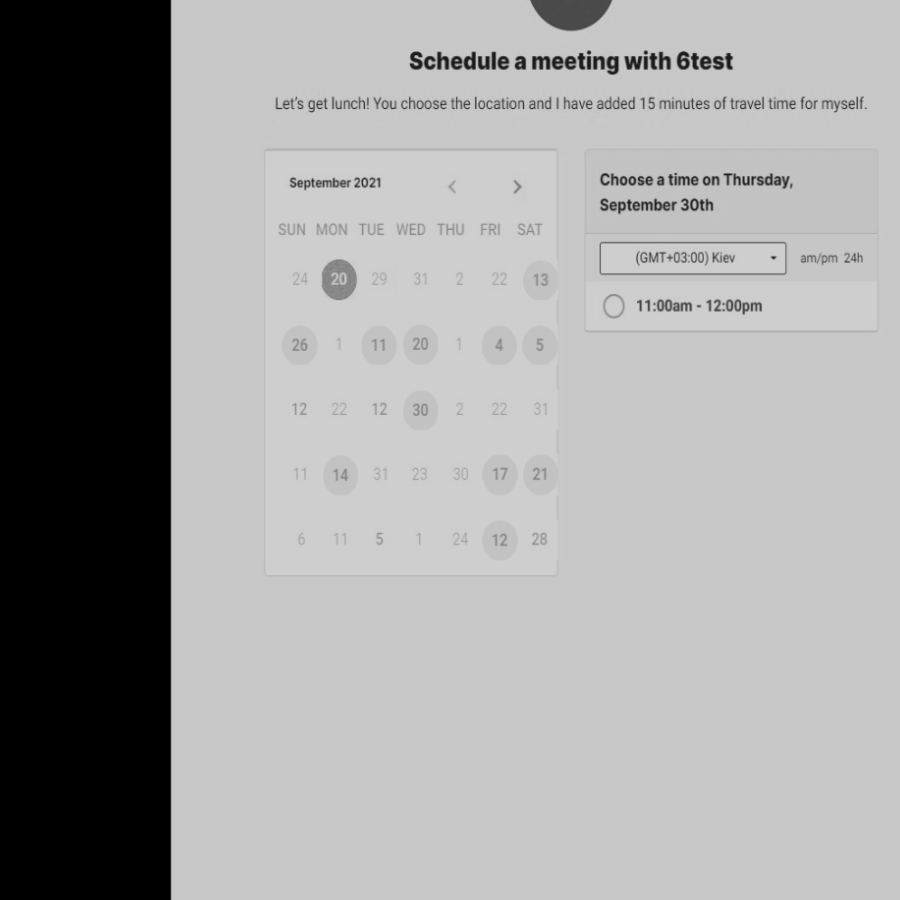 Schedule a meeting with 6test
Let's get lunch! You choose the location and I have added 15 minutes of travel time for myself.
September 2021
SUN MON TUE WED THU FRI SAT
24 20 29 31 2 22 13
26 1 11 20 1 4 5
12 22 12 30 2 22 31
11 14 31 23 30 17 21
6 11 5 1 24 12 28
Choose a time on Thursday,
September 30th
(GMT+03:00) Kiev am/pm 24h
11:00am - 12:00pm